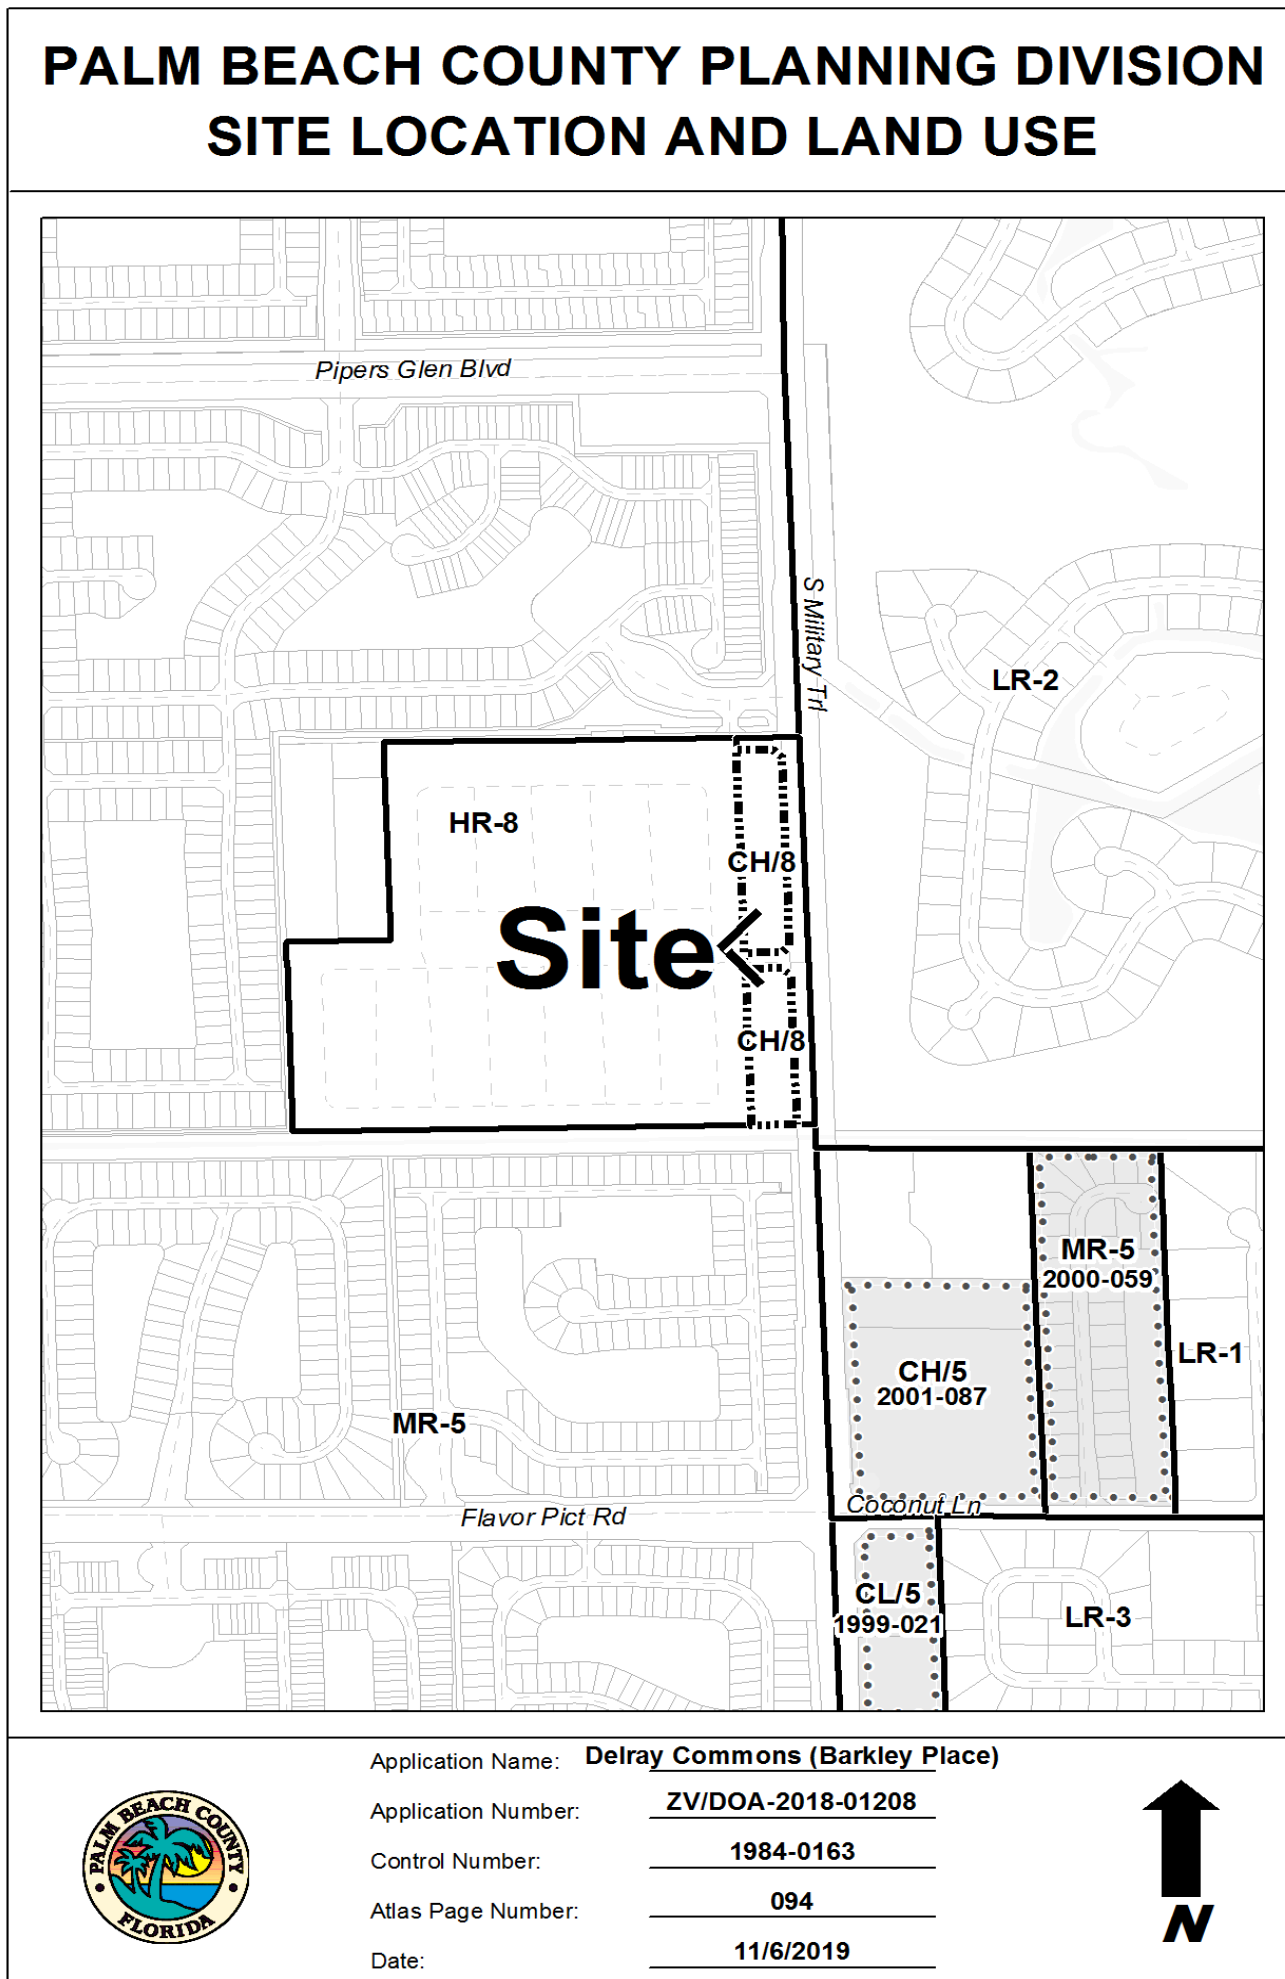 PALM BEACH COUNTY PLANNING DIVISION
SITE LOCATION AND LAND USE
Pipers Glen Blvd
S Military Trl
LR-2
HR-8
CH/8
Site
CH/8
MR-5
2000-059
LR-1
CH/5
2001-087
MR-5
Coconut Ln
Flavor Pict Rd
CL/5
1999-021
LR-3
Application Name: Delray Commons (Barkley Place)
Application Number: ZV/DOA-2018-01208
Control Number: 1984-0163
Atlas Page Number: 094
Date: 11/6/2019
PALM BEACH COUNTY
FLORIDA
N